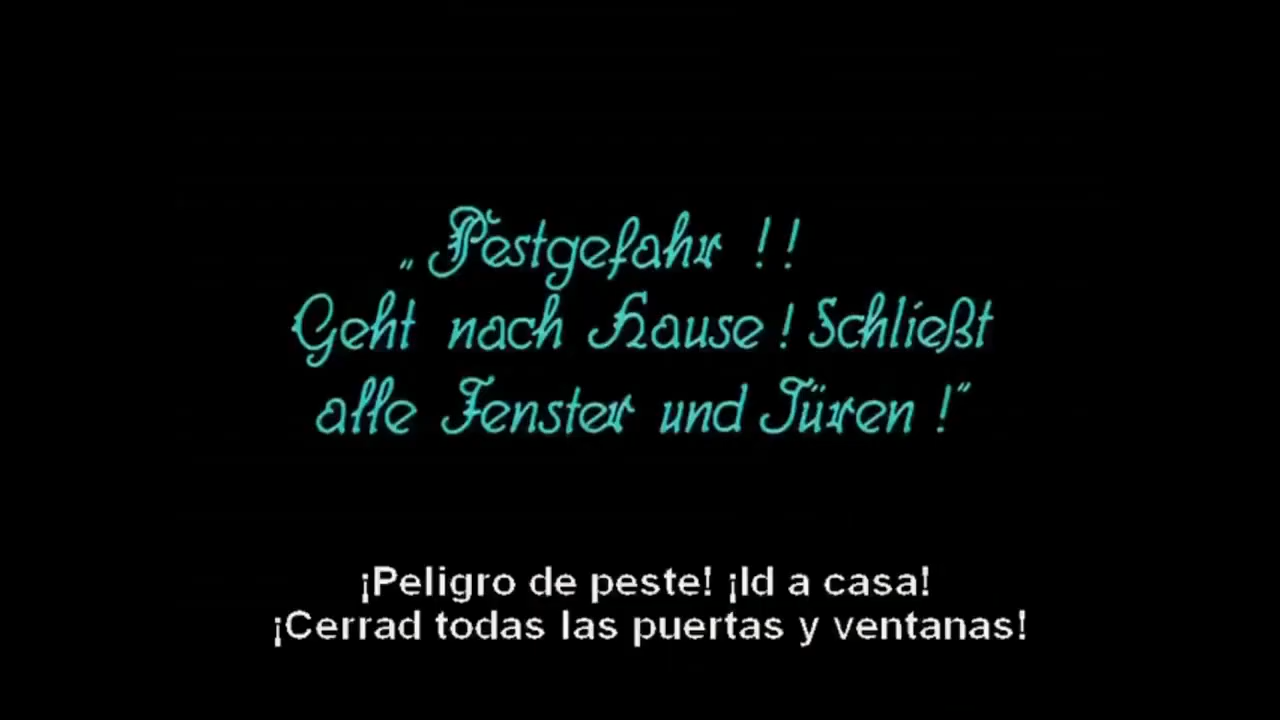 „Pestgefahr !!
Geht nach Hause! Schließt
alle Fenster und Türen!"
¡Peligro de peste! ¡Id a casa!
¡Cerrad todas las puertas y ventanas!